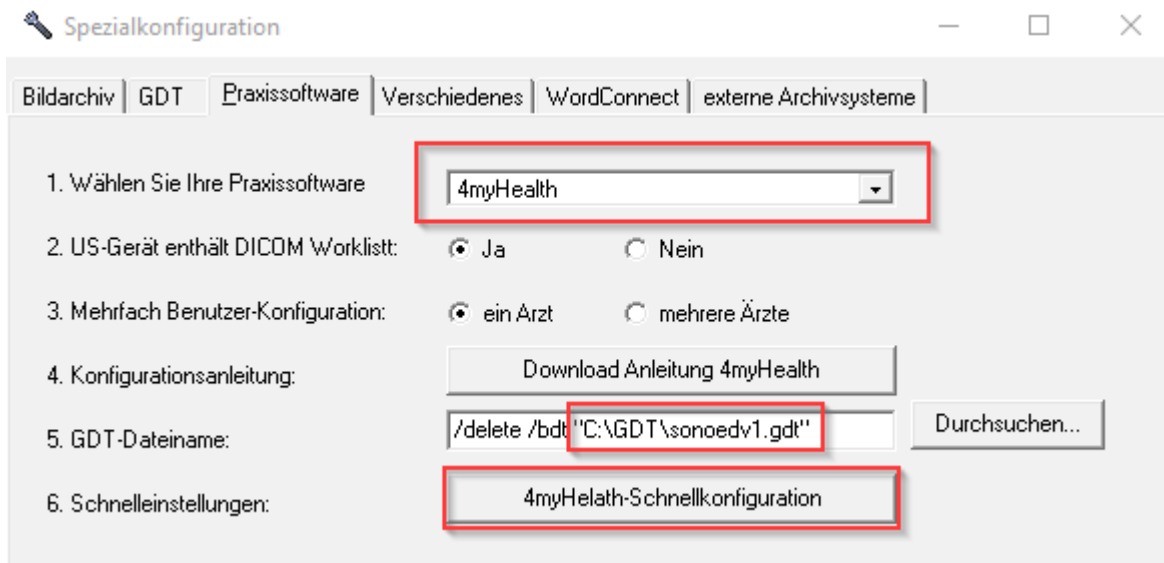 Spezialkonfiguration
Bildarchiv GDT Praxissoftware Verschiedenes WordConnect externe Archivsysteme
1. Wählen Sie Ihre Praxissoftware 4myHealth
2. US-Gerät enthält DICOM Worklistt: Ja Nein
3. Mehrfach Benutzer-Konfiguration: ein Arzt mehrere Ärzte
4. Konfigurationsanleitung: Download Anleitung 4myHealth
5. GDT-Dateiname: /delete /bdt "C:\GDT\sonoedv1.gdt" Durchsuchen...
6. Schnelleinstellungen: 4myHelath-Schnellkonfiguration